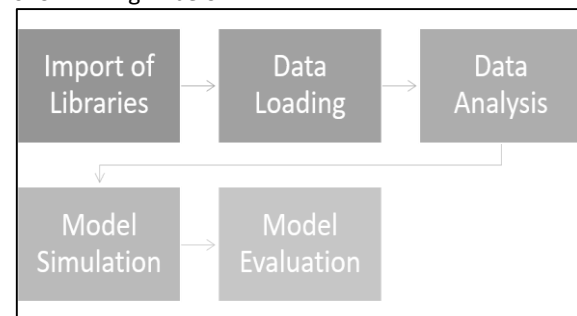 Import of
Libraries
Data
Loading
Data
Analysis
Model
Simulation
Model
Evaluation